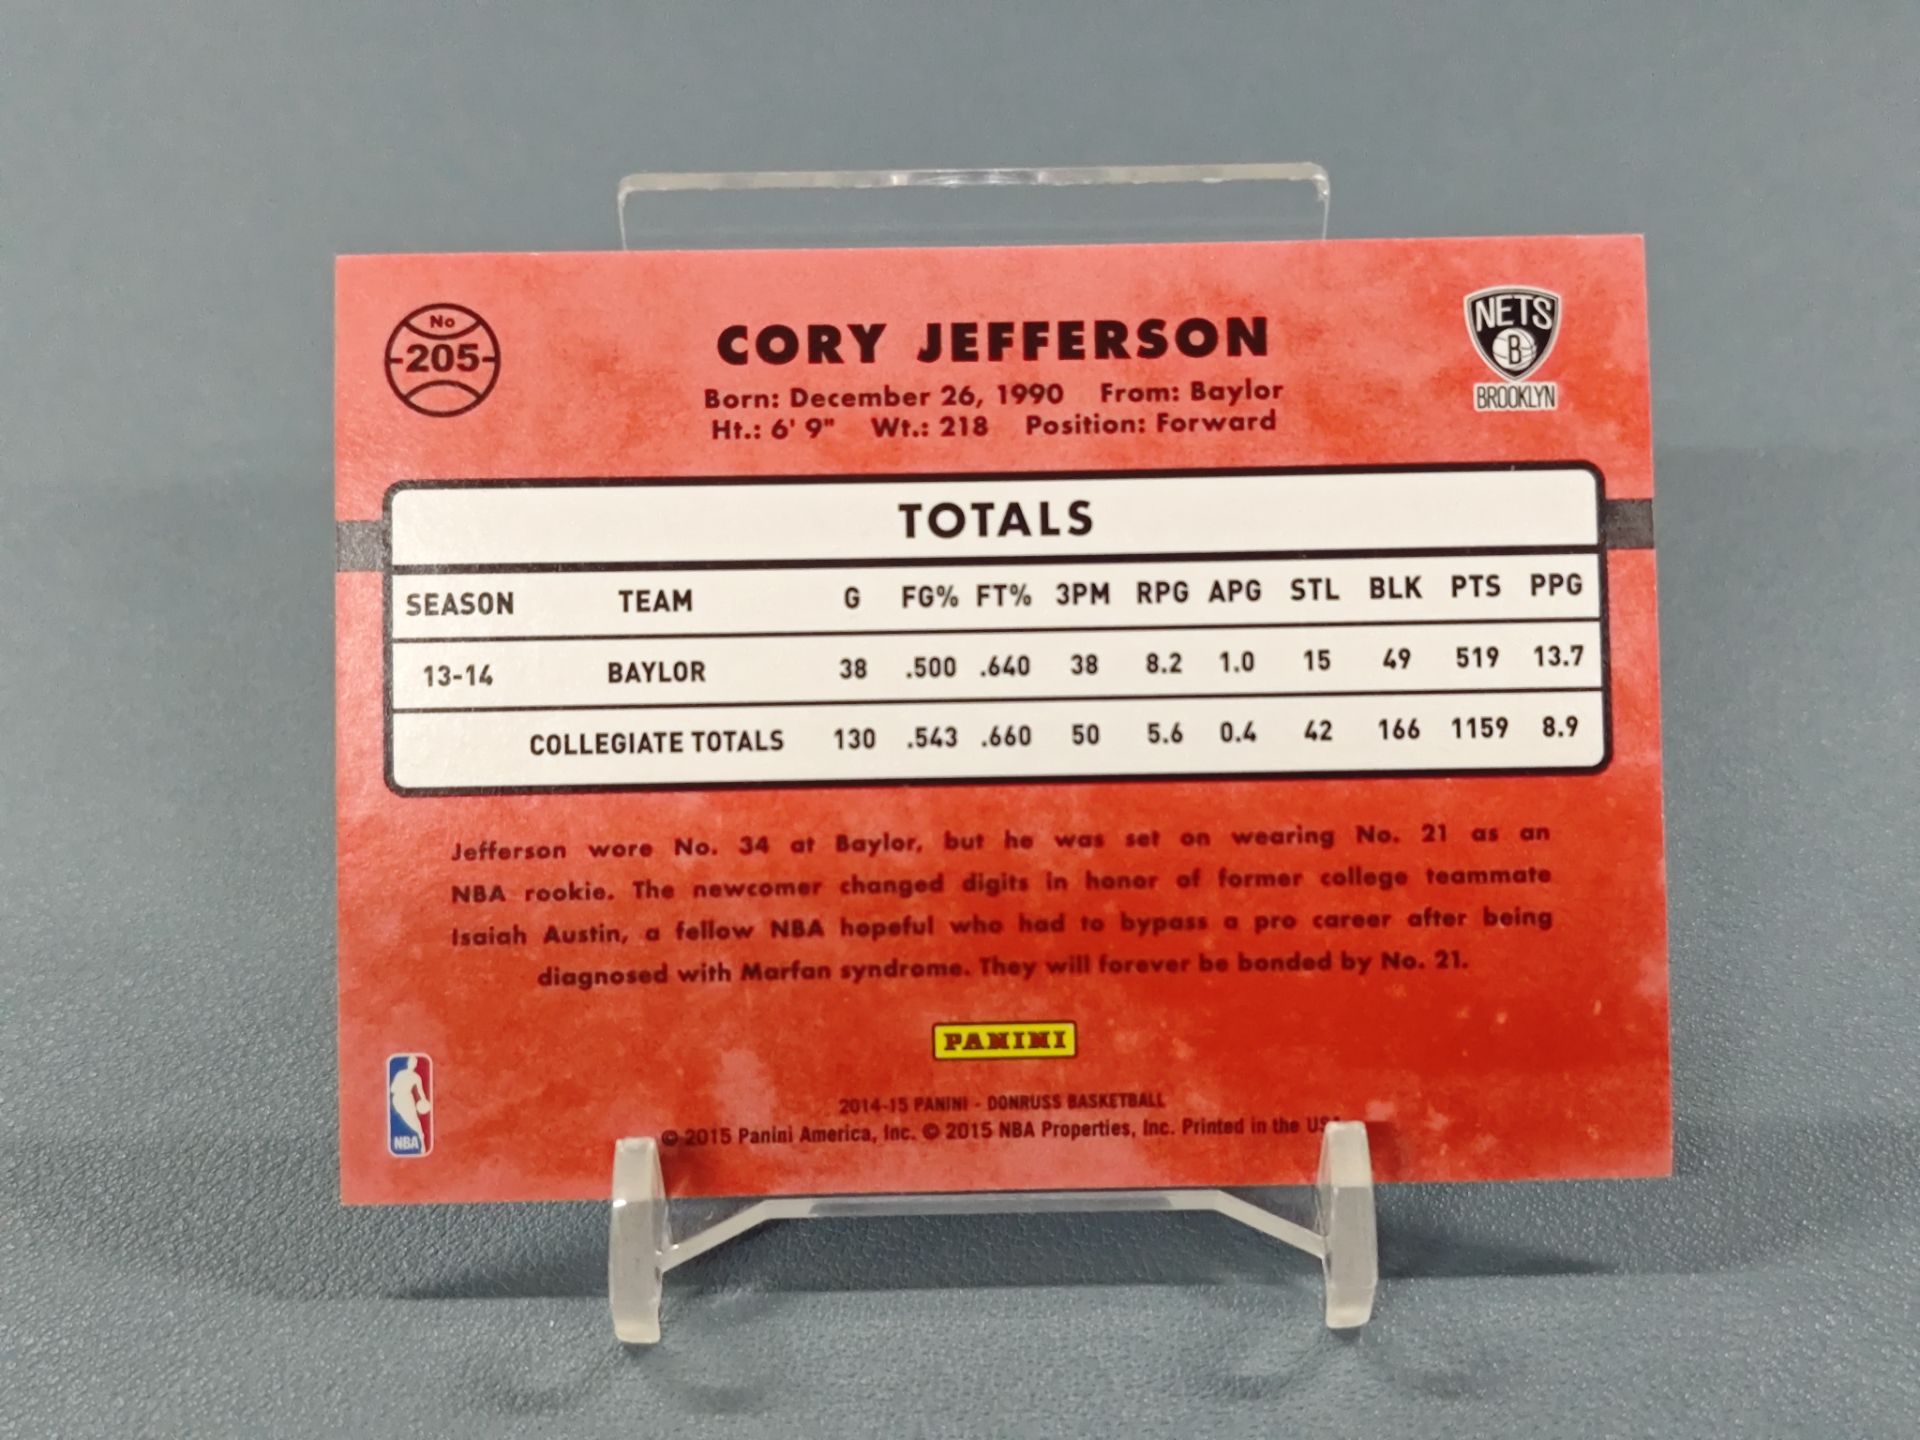 No
205
CORY JEFFERSON
Born: December 26, 1990 From: Baylor
Ht.: 6' 9" Wt.: 218 Position: Forward
NETS
B
BROOKLYN
TOTALS
SEASON TEAM G FG% FT% 3PM RPG APG STL BLK PTS PPG
13-14 BAYLOR 38 .500 .640 38 8.2 1.0 15 49 519 13.7
COLLEGIATE TOTALS 130 .543 .660 50 5.6 0.4 42 166 1159 8.9
Jefferson wore No. 34 at Baylor, but he was set on wearing No. 21 as an
NBA rookie. The newcomer changed digits in honor of former college teammate
Isaiah Austin, a fellow NBA hopeful who had to bypass a pro career after being
diagnosed with Marfan syndrome. They will forever be bonded by No. 21.
PANINI
NBA
2014-15 PANINI - DONRUSS BASKETBALL
© 2015 Panini America, Inc. © 2015 NBA Properties, Inc. Printed in the USA